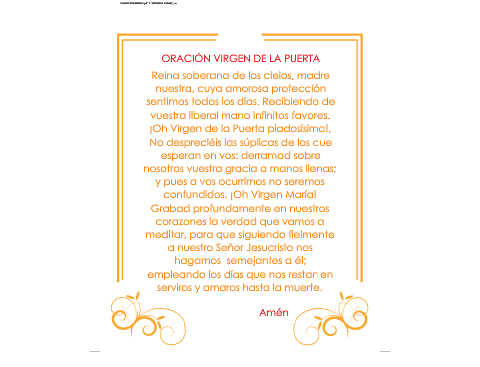 ORACIÓN VIRGEN DE LA PUERTA
Reina soberana de los cielos, madre
nuestra, cuya amorosa protección
sentimos todos los días. Recibiendo de
vuestra liberal mano infinitos favores.
¡Oh Virgen de la Puerta piadosísima!,
No despreciéis las súplicas de los que
esperan en vos: derramad sobre
nosotros vuestra gracia a manos llenas;
y pues a vos ocurrimos no seremos
confundidos. ¡Oh Virgen María!
Grabad profundamente en nuestros
corazones la verdad que vamos a
meditar, para que siguiendo fielmente
a nuestro Señor Jesucristo nos
hagamos semejantes a él;
empleando los días que nos restan en
serviros y amaros hasta la muerte.
Amén